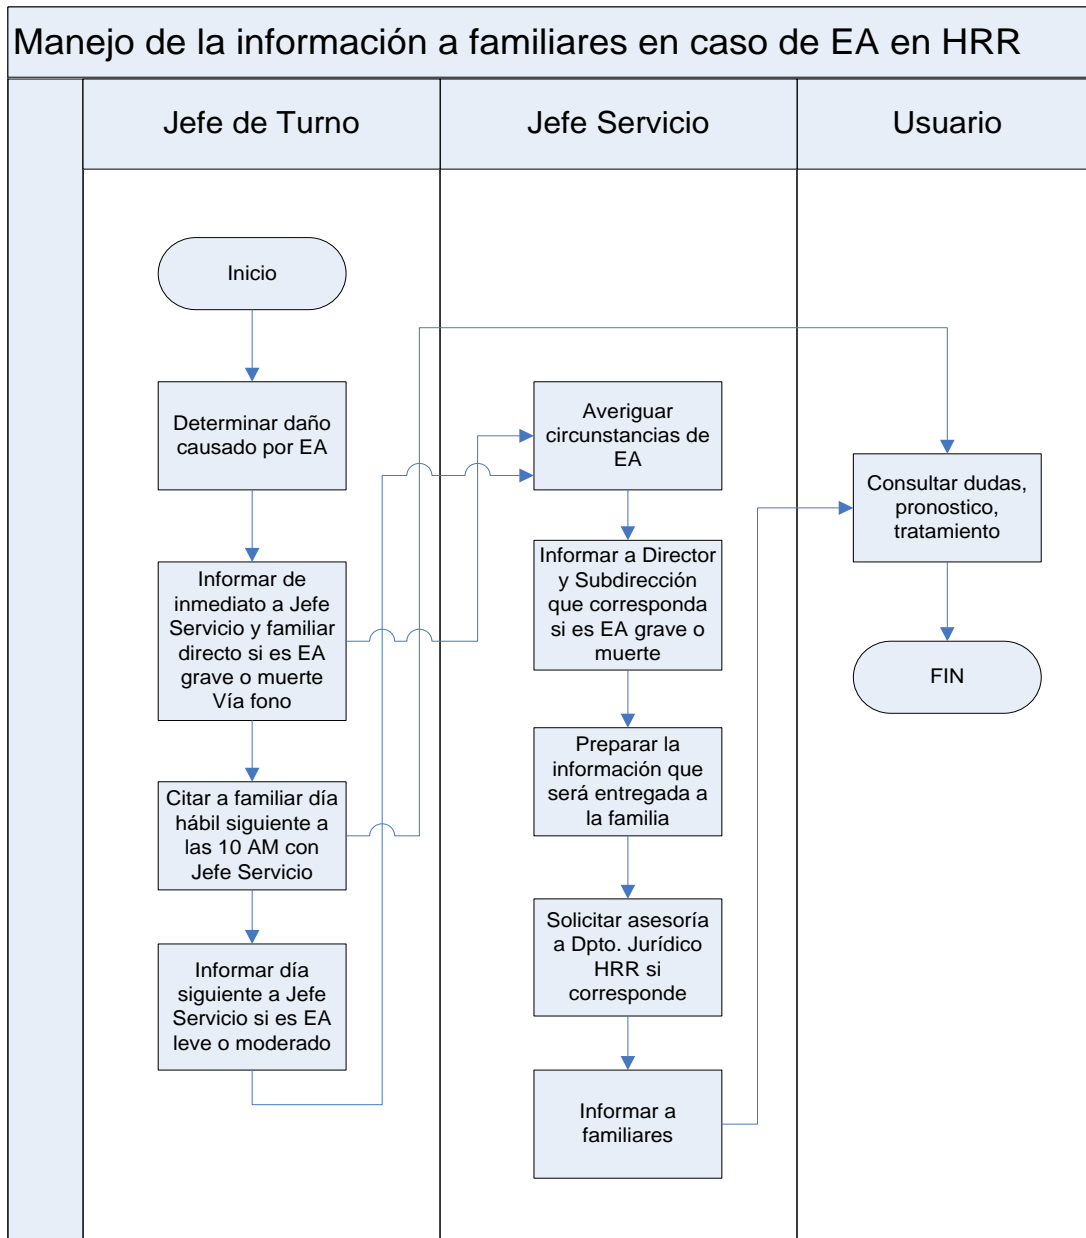 Manejo de la información a familiares en caso de EA en HRR
Jefe de Turno
Jefe Servicio
Usuario
Inicio
Determinar daño
causado por EA
Informar de
inmediato a Jefe
Servicio y familiar
directo si es EA
grave o muerte
Vía fono
Citar a familiar día
hábil siguiente a
las 10 AM con
Jefe Servicio
Informar día
siguiente a Jefe
Servicio si es EA
leve o moderado
Averiguar
circunstancias de
EA
Informar a Director
y Subdirección
que corresponda
si es EA grave o
muerte
Preparar la
información que
será entregada a
la familia
Solicitar asesoría
a Dpto. Jurídico
HRR si
corresponde
Informar a
familiares
Consultar dudas,
pronostico,
tratamiento
FIN